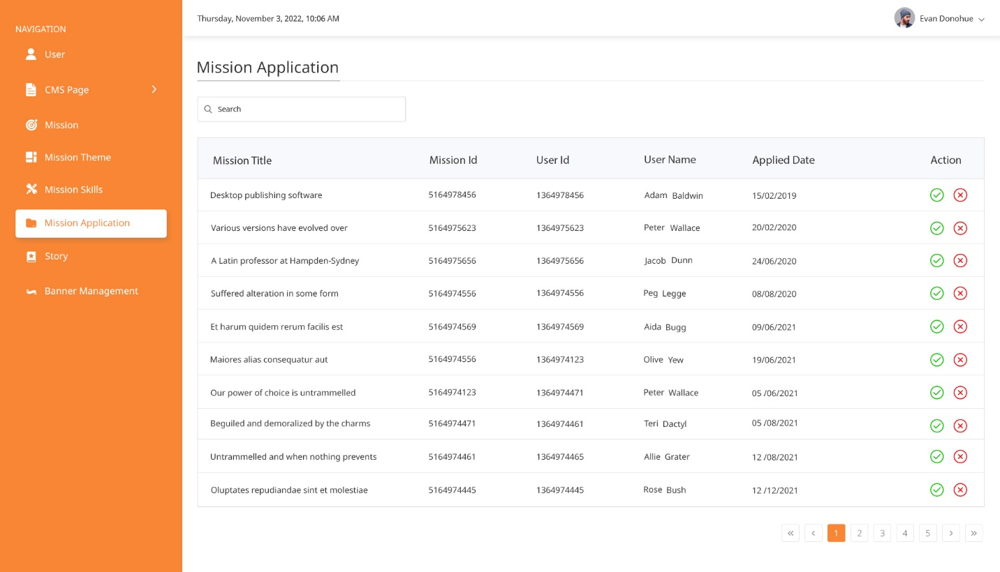 NAVIGATION
User
CMS Page
Mission
Mission Theme
Mission Skills
Mission Application
Story
Banner Management
Thursday, November 3, 2022, 10:06 AM
Evan Donohue
Mission Application
Search
Mission Title Mission Id User Id User Name Applied Date Action
Desktop publishing software 5164978456 1364978456 Adam Baldwin 15/02/2019
Various versions have evolved over 5164975623 1364975623 Peter Wallace 20/02/2020
A Latin professor at Hampden-Sydney 5164975656 1364975656 Jacob Dunn 24/06/2020
Suffered alteration in some form 5164974556 1364974556 Peg Legge 08/08/2020
Et harum quidem rerum facilis est 5164974569 1364974569 Aida Bugg 09/06/2021
Maiores alias consequatur aut 5164974556 1364974123 Olive Yew 19/06/2021
Our power of choice is untrammelled 5164974123 1364974471 Peter Wallace 05 /06/2021
Beguiled and demoralized by the charms 5164974471 1364974461 Teri Dactyl 05 /08/2021
Untrammelled and when nothing prevents 5164974461 1364974465 Allie Grater 12 /08/2021
Oluptates repudiandae sint et molestiae 5164974445 1364974445 Rose Bush 12 /12/2021
« ‹ 1 2 3 4 5 › »